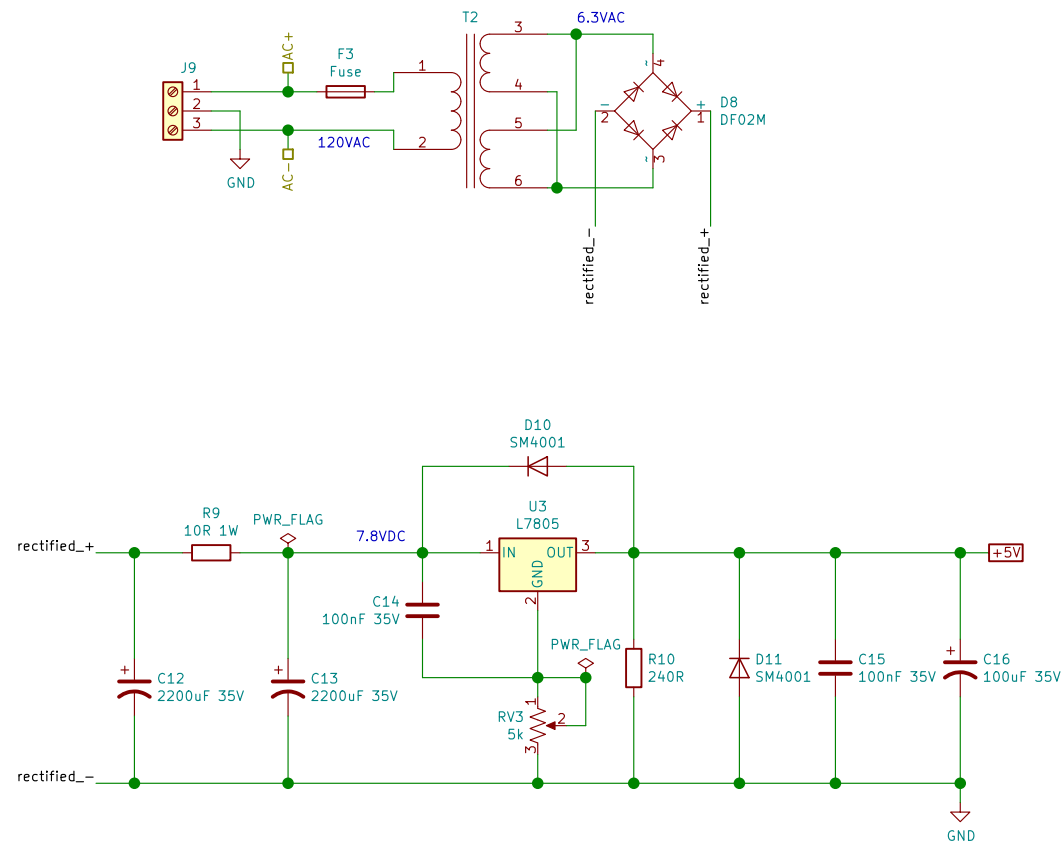 T2
6.3VAC
J9
1
2
3
AC+
F3
Fuse
1
2
3
4
5
6
120VAC
AC-
GND
~
4
-
2
+
1
~
3
D8
DF02M
rectified_-
rectified_+
D10
SM4001
U3
L7805
R9
10R 1W
PWR_FLAG
7.8VDC
rectified_+
1
IN
OUT
3
GND
2
+5V
C14
100nF 35V
PWR_FLAG
+
C12
2200uF 35V
+
C13
2200uF 35V
R10
240R
D11
SM4001
C15
100nF 35V
+
C16
100uF 35V
RV3
5k
1
2
3
rectified_-
GND